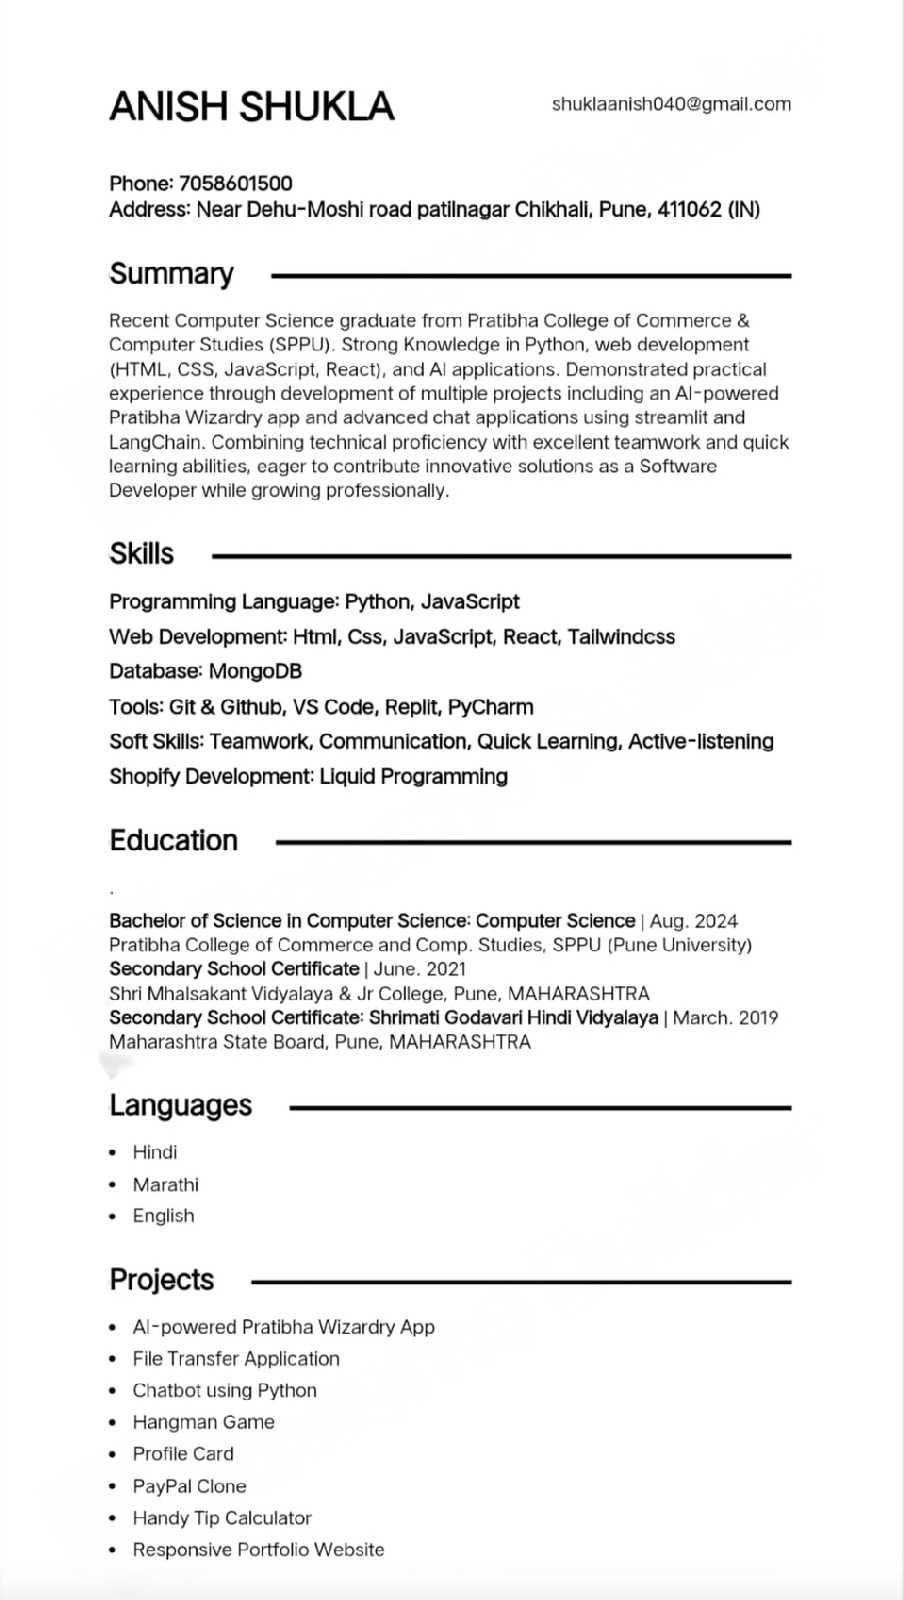 ANISH SHUKLA
shuklaanish040@gmail.com
Phone: 7058601500
Address: Near Dehu-Moshi road patilnagar Chikhali, Pune, 411062 (IN)
Summary
Recent Computer Science graduate from Pratibha College of Commerce &
Computer Studies (SPPU). Strong Knowledge in Python, web development
(HTML, CSS, JavaScript, React), and AI applications. Demonstrated practical
experience through development of multiple projects including an AI-powered
Pratibha Wizardry app and advanced chat applications using streamlit and
LangChain. Combining technical proficiency with excellent teamwork and quick
learning abilities, eager to contribute innovative solutions as a Software
Developer while growing professionally.
Skills
Programming Language: Python, JavaScript
Web Development: Html, Css, JavaScript, React, Tailwindcss
Database: MongoDB
Tools: Git & Github, VS Code, Replit, PyCharm
Soft Skills: Teamwork, Communication, Quick Learning, Active-listening
Shopify Development: Liquid Programming
Education
.
Bachelor of Science in Computer Science: Computer Science | Aug. 2024
Pratibha College of Commerce and Comp. Studies, SPPU (Pune University)
Secondary School Certificate | June. 2021
Shri Mhalsakant Vidyalaya & Jr College, Pune, MAHARASHTRA
Secondary School Certificate: Shrimati Godavari Hindi Vidyalaya | March. 2019
Maharashtra State Board, Pune, MAHARASHTRA
Languages
• Hindi
• Marathi
• English
Projects
• AI-powered Pratibha Wizardry App
• File Transfer Application
• Chatbot using Python
• Hangman Game
• Profile Card
• PayPal Clone
• Handy Tip Calculator
• Responsive Portfolio Website